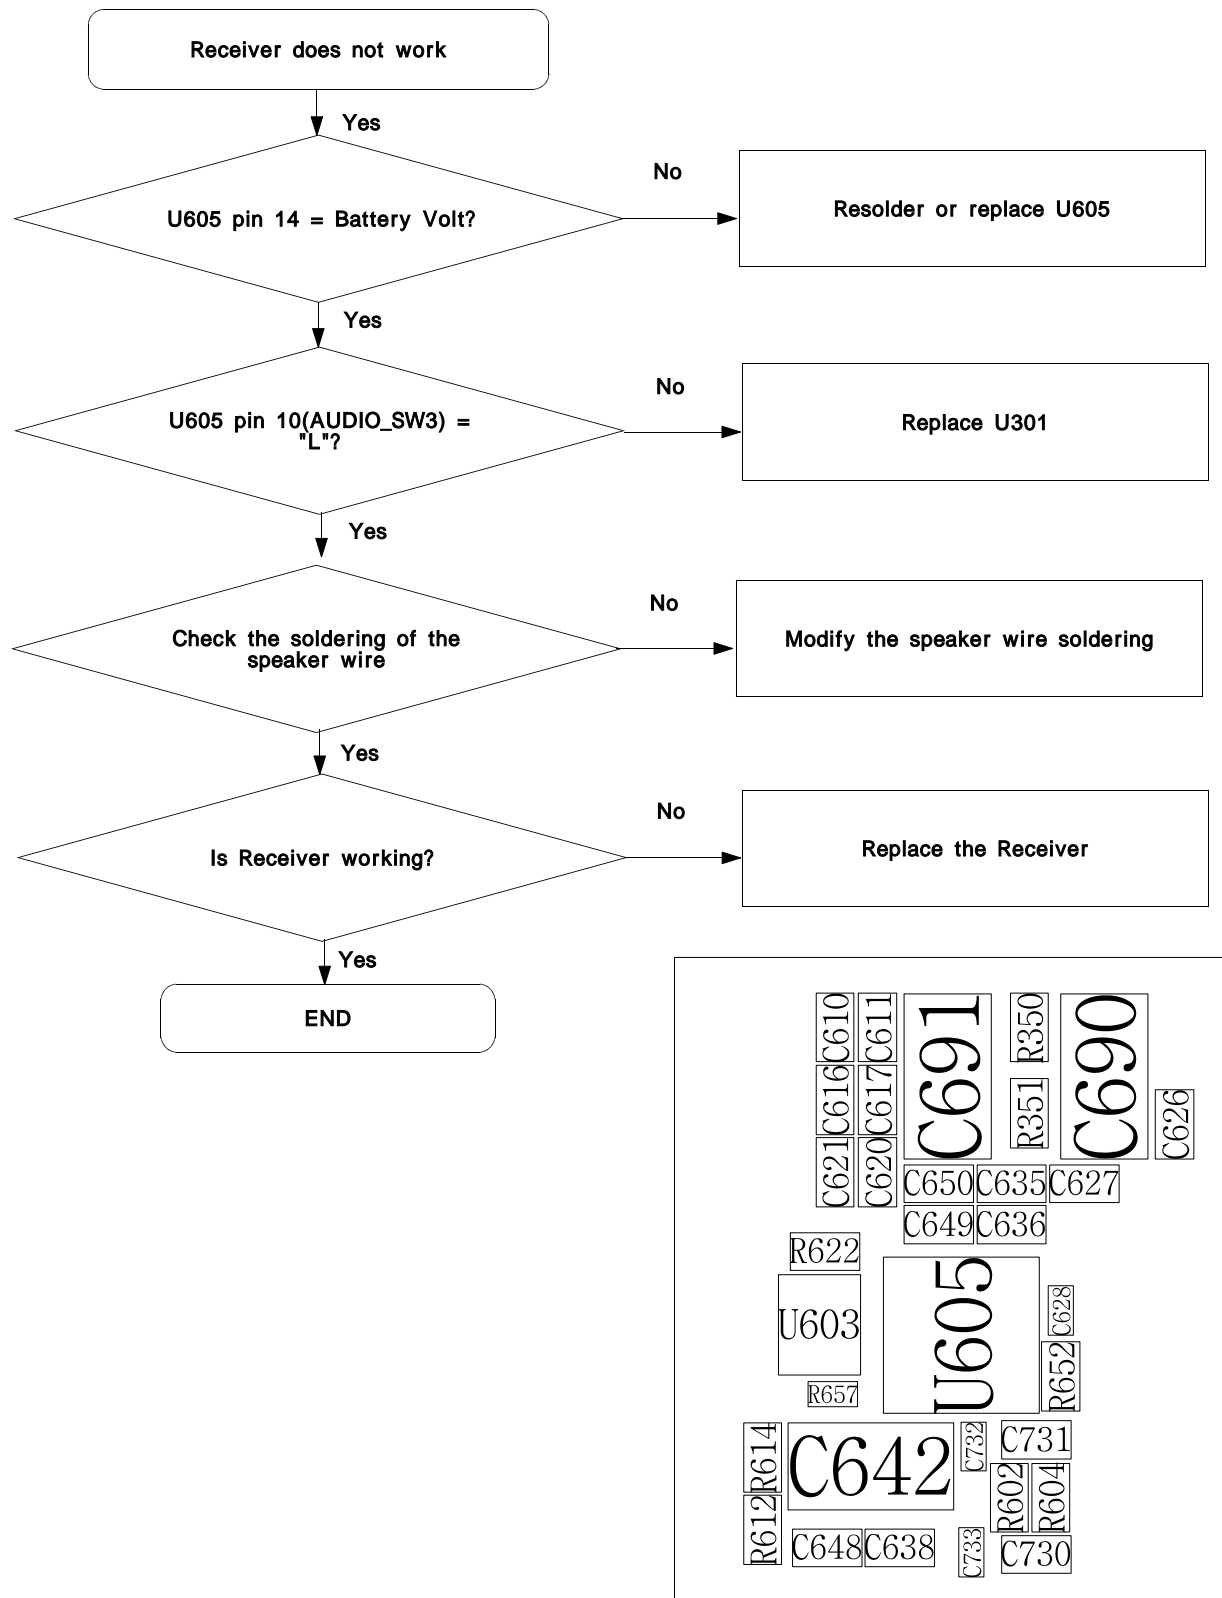 Receiver does not work
Yes
U605 pin 14 = Battery Volt?
No
Resolder or replace U605
Yes
U605 pin 10(AUDIO_SW3) =
"L"?
No
Replace U301
Yes
Check the soldering of the
speaker wire
No
Modify the speaker wire soldering
Yes
Is Receiver working?
No
Replace the Receiver
Yes
END
C610
C611
C691
R350
C690
C616
C617
R351
C626
C621
C620
C650
C635
C627
C649
C636
R622
U603
U605
C628
R652
R657
R614
C642
C732
C731
R612
R602
R604
C648
C638
C733
C730